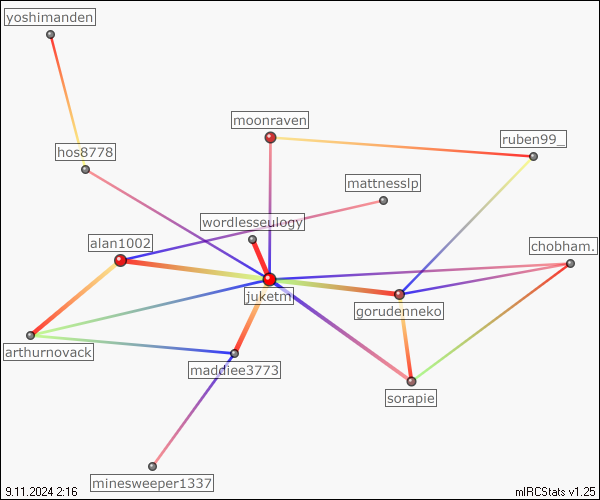 yoshimanden
moonraven
ruben99_
hos8778
mattnesslp
wordlesseulogy
alan1002
chobham.
juketm
gorudenneko
arthurnovack
maddiee3773
sorapie
minesweeper1337
9.11.2024 2:16
mIRCStats v1.25